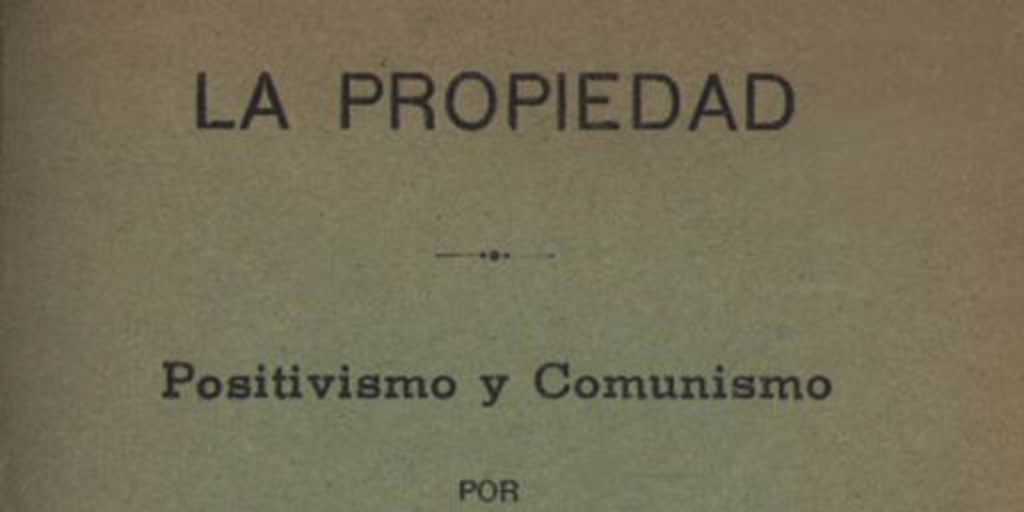 LA PROPIEDAD
Positivismo y Comunismo
POR